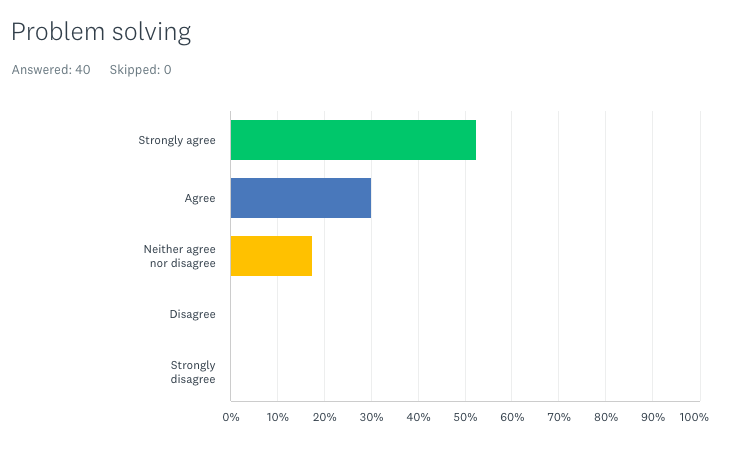 Problem solving
Answered: 40 Skipped: 0
Strongly agree
Agree
Neither agree
nor disagree
Disagree
Strongly
disagree
0% 10% 20% 30% 40% 50% 60% 70% 80% 90% 100%